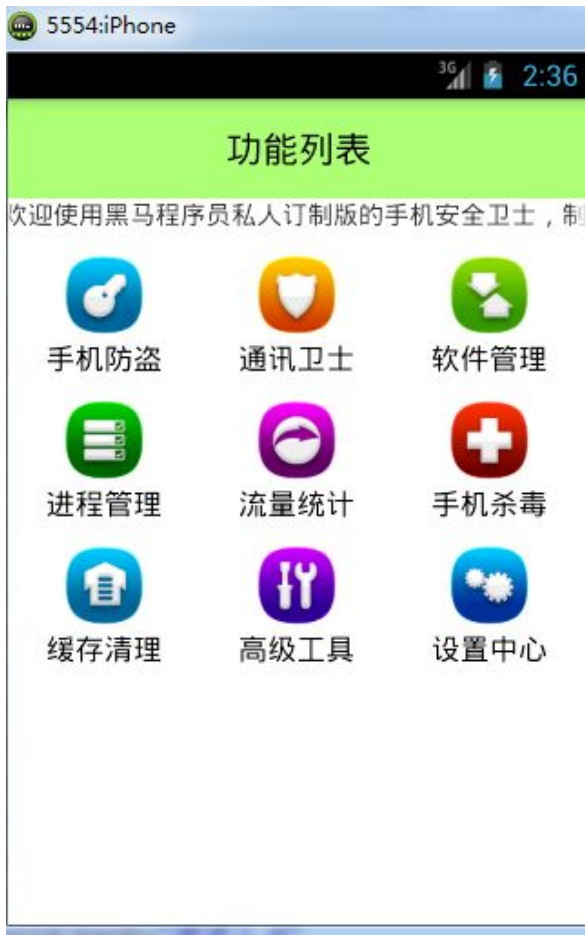 5554:iPhone
3G 2:36
功能列表
欢迎使用黑马程序员私人订制版的手机安全卫士，制
手机防盗 通讯卫士 软件管理
进程管理 流量统计 手机杀毒
缓存清理 高级工具 设置中心